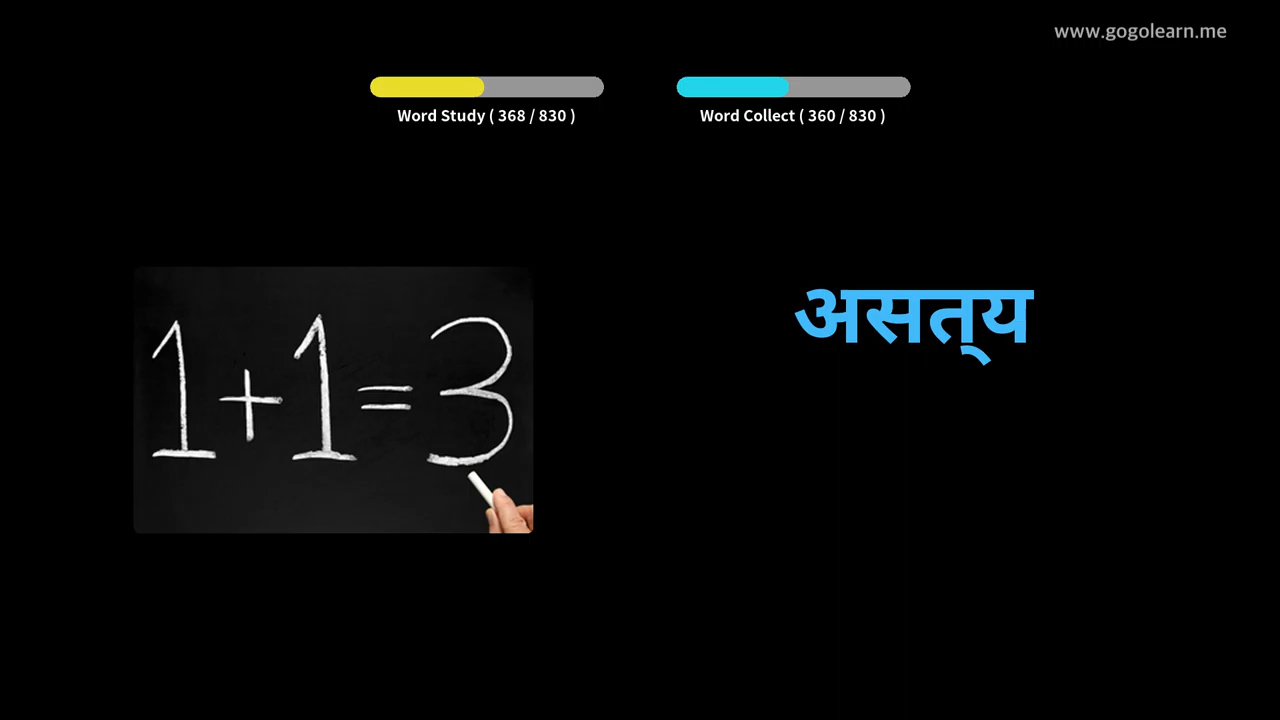 www.gogolearn.me
Word Study ( 368 / 830 )
Word Collect ( 360 / 830 )
1+1=3
असत्‌य